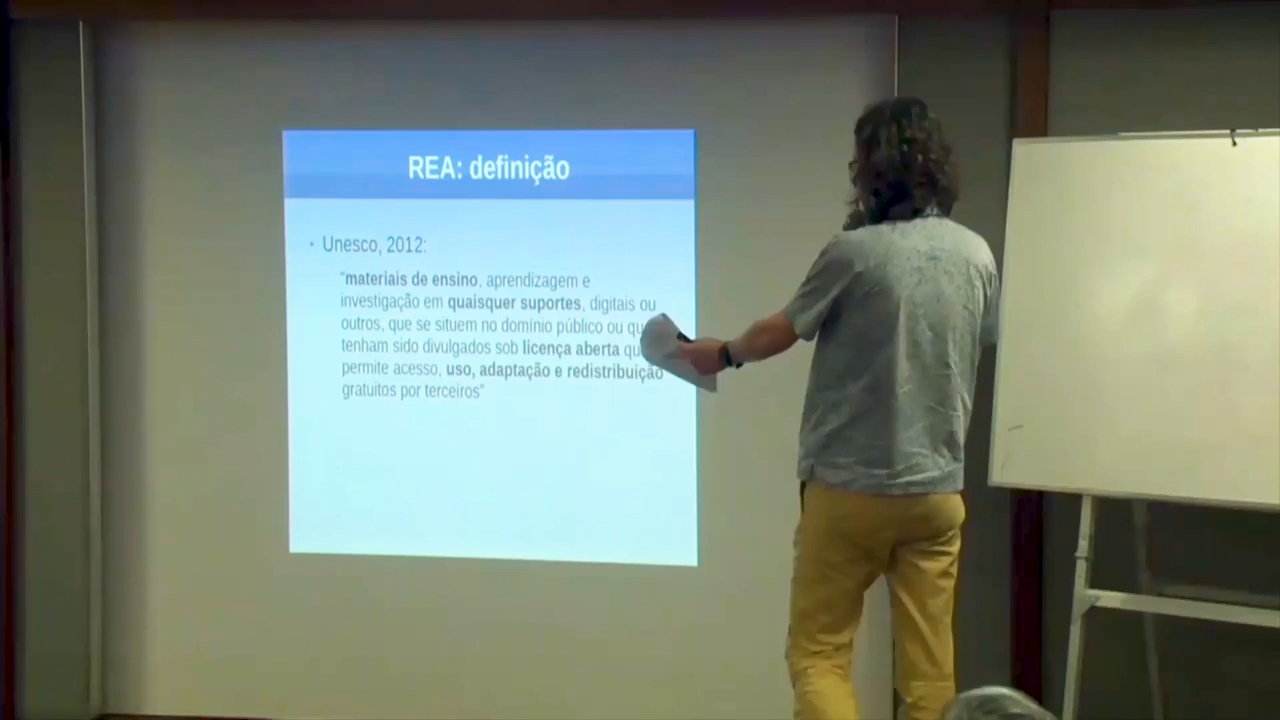 REA: definição
• Unesco, 2012:
“materiais de ensino, aprendizagem e
investigação em quaisquer suportes, digitais ou
outros, que se situem no domínio público ou
tenham sido divulgados sob licença aberta
permite acesso, uso, adaptação e redistribuição
gratuitos por terceiros”